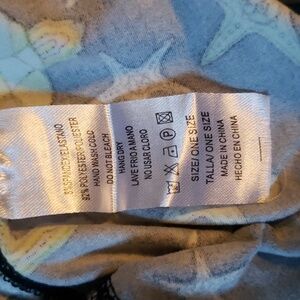 SPANDEX/ELASTANO
POLYESTER/POLIESTER
HAND WASH COLD
DO NOT BLEACH
HANG DRY
LAVE FRIO A MANO
NO USAR CLORO
SIZE/ONE SIZE
TALLA/ONE SIZE
MADE IN CHINA
HECHO EN CHINA